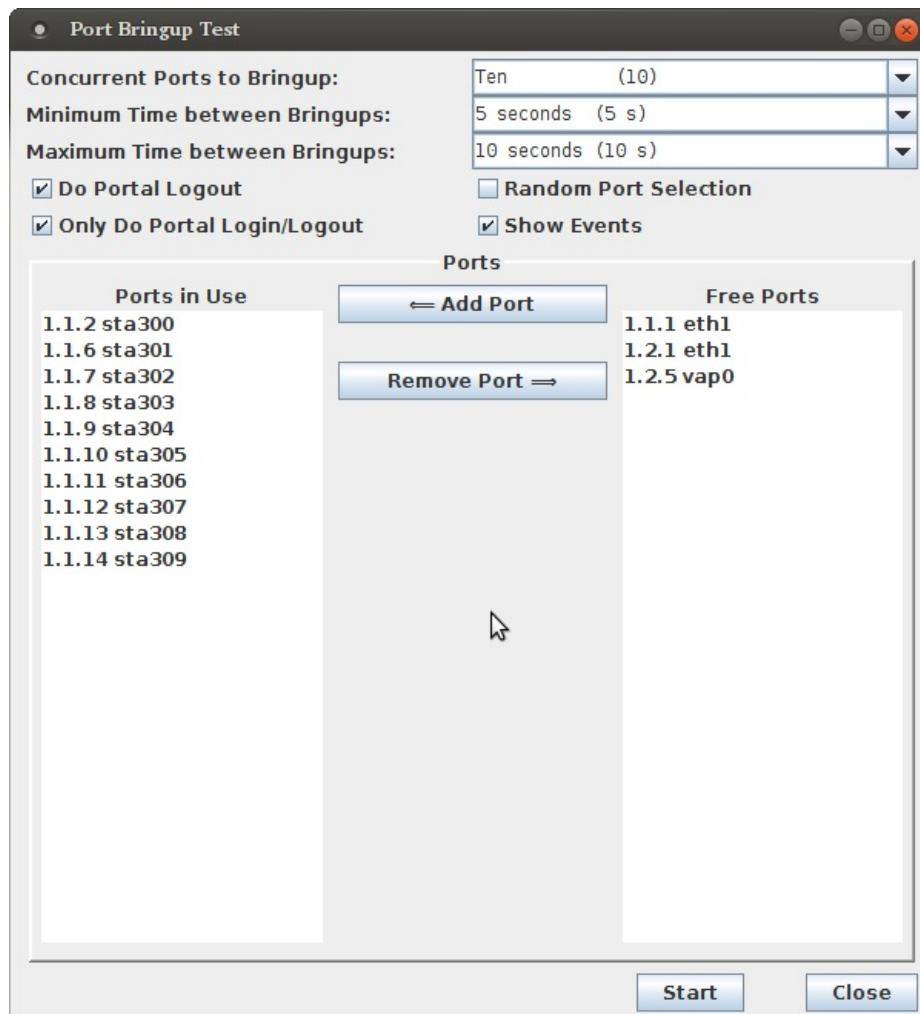 Port Bringup Test
Concurrent Ports to Bringup: Ten (10)
Minimum Time between Bringups: 5 seconds (5 s)
Maximum Time between Bringups: 10 seconds (10 s)
Do Portal Logout Random Port Selection
Only Do Portal Login/Logout Show Events
Ports
Ports in Use
1.1.2 sta300
1.1.6 sta301
1.1.7 sta302
1.1.8 sta303
1.1.9 sta304
1.1.10 sta305
1.1.11 sta306
1.1.12 sta307
1.1.13 sta308
1.1.14 sta309
⟸ Add Port
Remove Port ⟹
Free Ports
1.1.1 eth1
1.2.1 eth1
1.2.5 vap0
Start Close